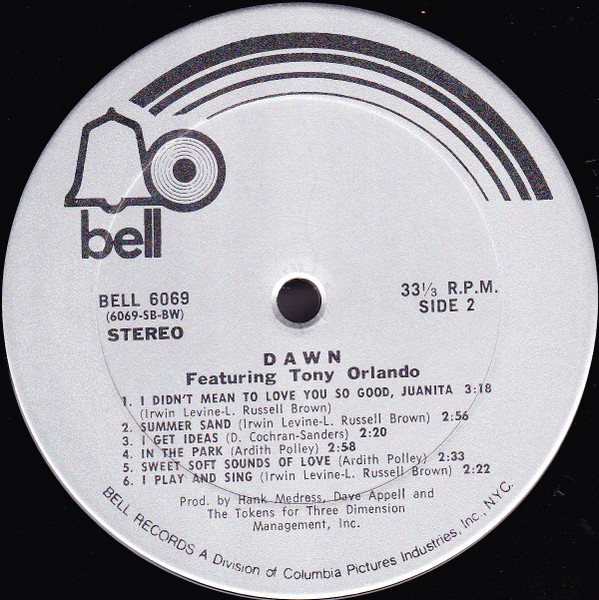 bell
BELL 6069
(6069-SB-BW)
STEREO
33⅓ R.P.M.
SIDE 2
DAWN
Featuring Tony Orlando
1. I DIDN'T MEAN TO LOVE YOU SO GOOD, JUANITA 3:18
(Irwin Levine-L. Russell Brown)
2. SUMMER SAND (Irwin Levine-L. Russell Brown) 2:56
3. I GET IDEAS (D. Cochran-Sanders) 2:20
4. IN THE PARK (Ardith Polley) 2:58
5. SWEET SOFT SOUNDS OF LOVE (Ardith Polley) 2:33
6. I PLAY AND SING (Irwin Levine-L. Russell Brown) 2:22
Prod. by Hank Medress, Dave Appell and
The Tokens for Three Dimension
Management, Inc.
BELL RECORDS A Division of Columbia Pictures Industries, Inc., NYC.